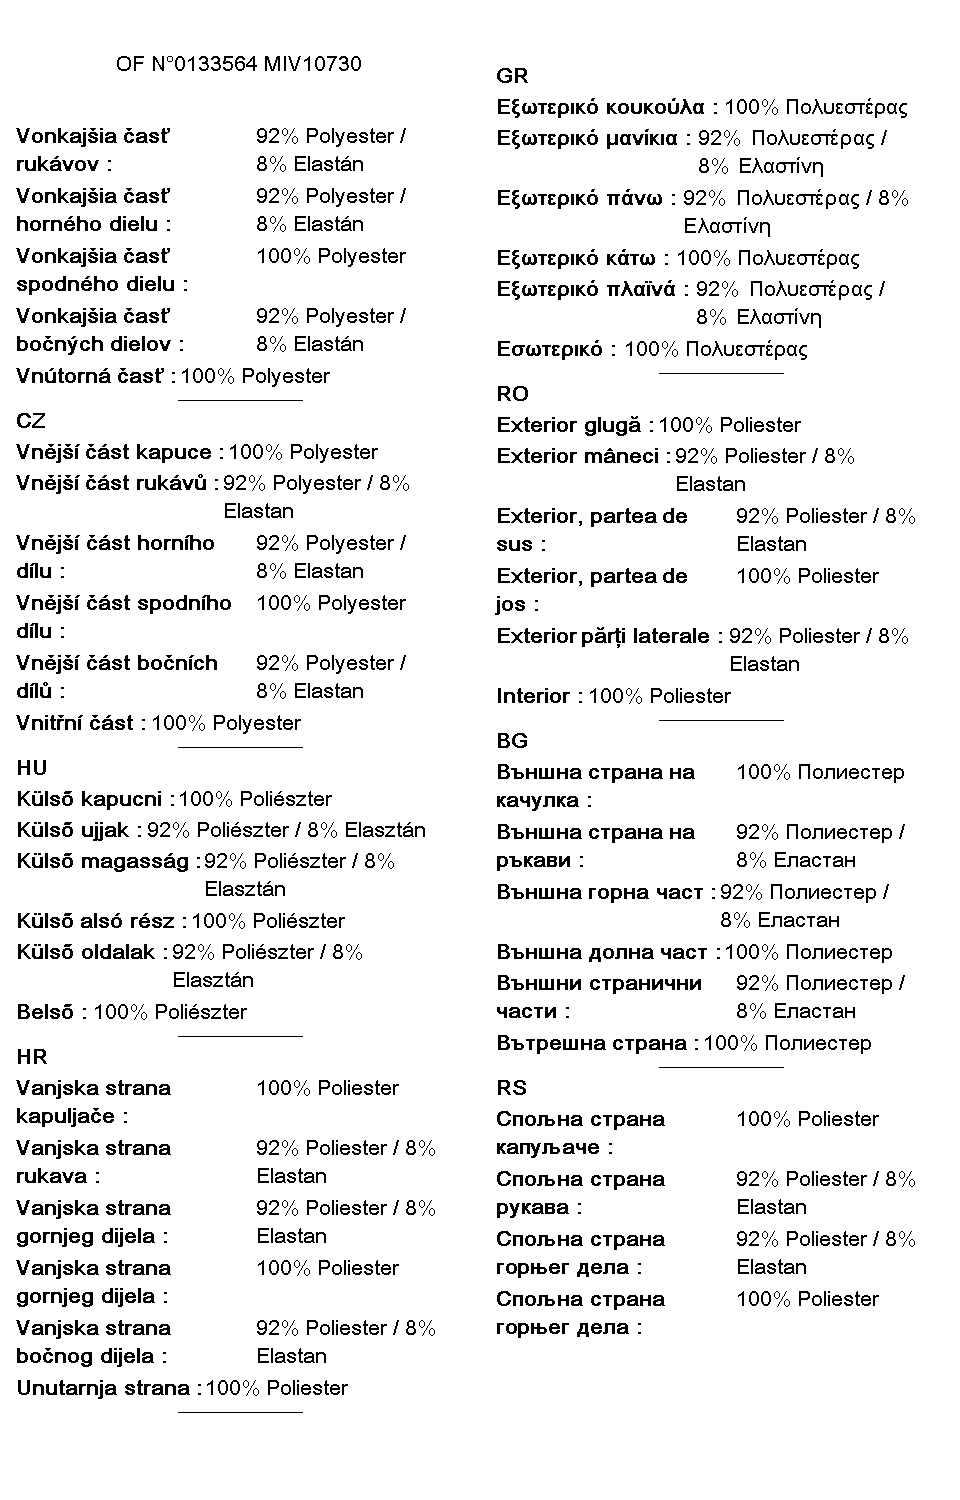 OF N°0133564 MIV10730
Vonkajšia časť 92% Polyester /
rukávov : 8% Elastán
Vonkajšia časť 92% Polyester /
horného dielu : 8% Elastán
Vonkajšia časť 100% Polyester
spodného dielu :
Vonkajšia časť 92% Polyester /
bočných dielov : 8% Elastán
Vnútorná časť : 100% Polyester
CZ
Vnější část kapuce : 100% Polyester
Vnější část rukávů : 92% Polyester / 8%
Elastan
Vnější část horního 92% Polyester /
dílu : 8% Elastan
Vnější část spodního 100% Polyester
dílu :
Vnější část bočních 92% Polyester /
dílů : 8% Elastan
Vnitřní část : 100% Polyester
HU
Külső kapucni : 100% Poliészter
Külső ujjak : 92% Poliészter / 8% Elasztán
Külső magasság : 92% Poliészter / 8%
Elasztán
Külső alsó rész : 100% Poliészter
Külső oldalak : 92% Poliészter / 8%
Elasztán
Belső : 100% Poliészter
HR
Vanjska strana 100% Poliester
kapuljače :
Vanjska strana 92% Poliester / 8%
rukava : Elastan
Vanjska strana 92% Poliester / 8%
gornjeg dijela : Elastan
Vanjska strana 100% Poliester
gornjeg dijela :
Vanjska strana 92% Poliester / 8%
bočnog dijela : Elastan
Unutarnja strana : 100% Poliester
GR
Εξωτερικό κουκούλα : 100% Πολυεστέρας
Εξωτερικό μανίκια : 92% Πολυεστέρας /
8% Ελαστίνη
Εξωτερικό πάνω : 92% Πολυεστέρας / 8%
Ελαστίνη
Εξωτερικό κάτω : 100% Πολυεστέρας
Εξωτερικό πλαϊνά : 92% Πολυεστέρας /
8% Ελαστίνη
Εσωτερικό : 100% Πολυεστέρας
RO
Exterior glugă : 100% Poliester
Exterior mâneci : 92% Poliester / 8%
Elastan
Exterior, partea de 92% Poliester / 8%
sus : Elastan
Exterior, partea de 100% Poliester
jos :
Exterior părți laterale : 92% Poliester / 8%
Elastan
Interior : 100% Poliester
BG
Външна страна на 100% Полиестер
качулка :
Външна страна на 92% Полиестер /
ръкави : 8% Еластан
Външна горна част : 92% Полиестер /
8% Еластан
Външна долна част : 100% Полиестер
Външни странични 92% Полиестер /
части : 8% Еластан
Вътрешна страна : 100% Полиестер
RS
Спољна страна 100% Poliester
капуљаче :
Спољна страна 92% Poliester / 8%
рукава : Elastan
Спољна страна 92% Poliester / 8%
горњег дела : Elastan
Спољна страна 100% Poliester
горњег дела :